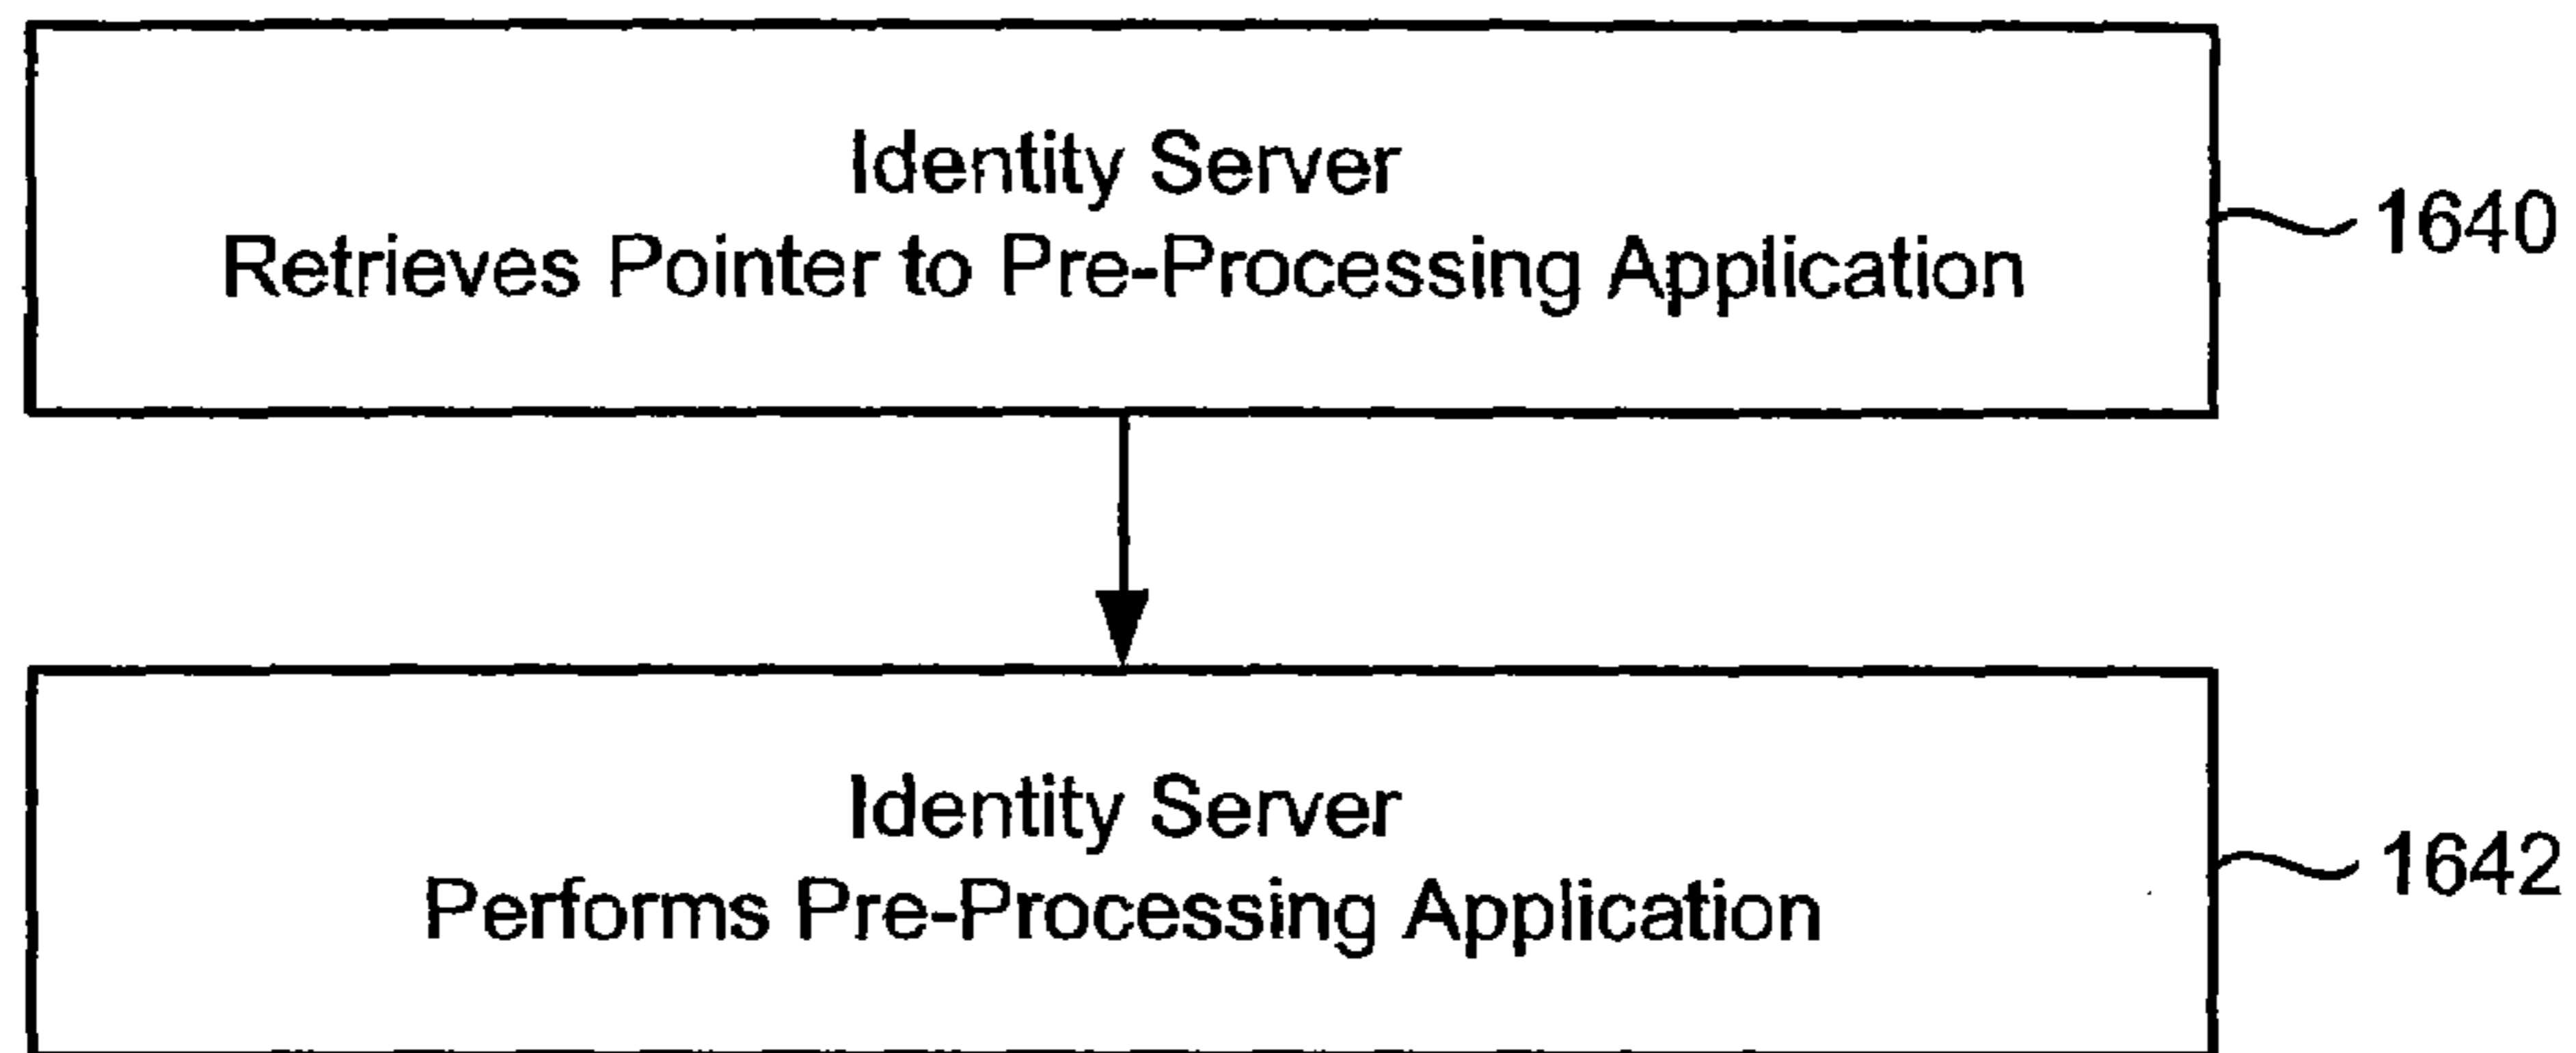 Identity Server
Retrieves Pointer to Pre-Processing Application
1640
Identity Server
Performs Pre-Processing Application
1642